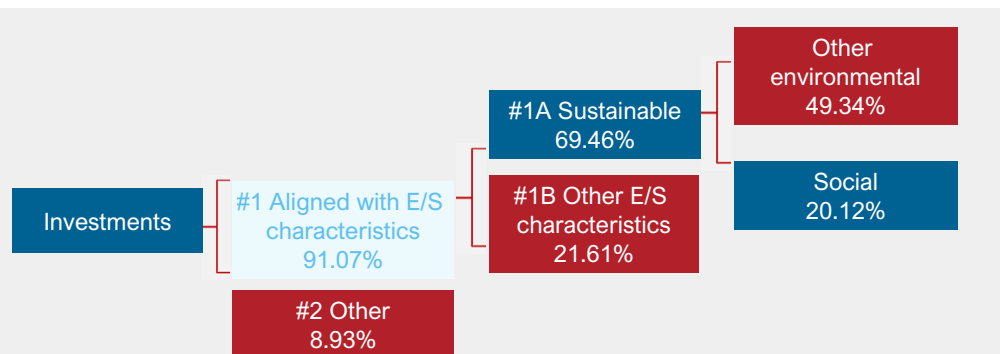 Investments
#1 Aligned with E/S
characteristics
91.07%
#2 Other
8.93%
#1A Sustainable
69.46%
#1B Other E/S
characteristics
21.61%
Other
environmental
49.34%
Social
20.12%